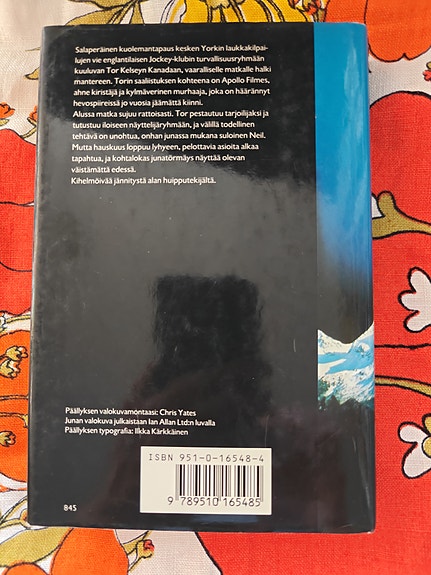 Salaperäinen kuolemantapaus kesken Yorkin laukkakilpai-
lujen vie englantilaisen Jockey-klubin turvallisuusryhmään
kuuluvan Tor Kelseyn Kanadaan, vaaralliselle matkalle halki
mantereen. Torin saaliistuksen kohteena on Apollo Filmes,
ahne kiristäjä ja kylmäverinen murhaaja, joka on häärännyt
hevospiireissä jo vuosia jäämättä kiinni.
Alussa matka sujuu rattoisasti. Tor pestautuu tarjoilijaksi ja
tutustuu iloiseen näyttelijäryhmään, ja välillä todellinen
tehtävä on unohtua, onhan junassa mukana suloinen Neil.
Mutta hauskuus loppuu lyhyeen, pelottavia asioita alkaa
tapahtua, ja kohtalokas junatörmäys näyttää olevan
väistämättä edessä.
Kihelmöivää jännitystä alan huipputekijältä.
Päällyksen valokuvamontaasi: Chris Yates
Junan valokuva julkaistaan Ian Allan Ltd:n luvalla
Päällyksen typografia: Ilkka Kärkkäinen
ISBN 951-0-16548-4
9 789510 165485
84.5